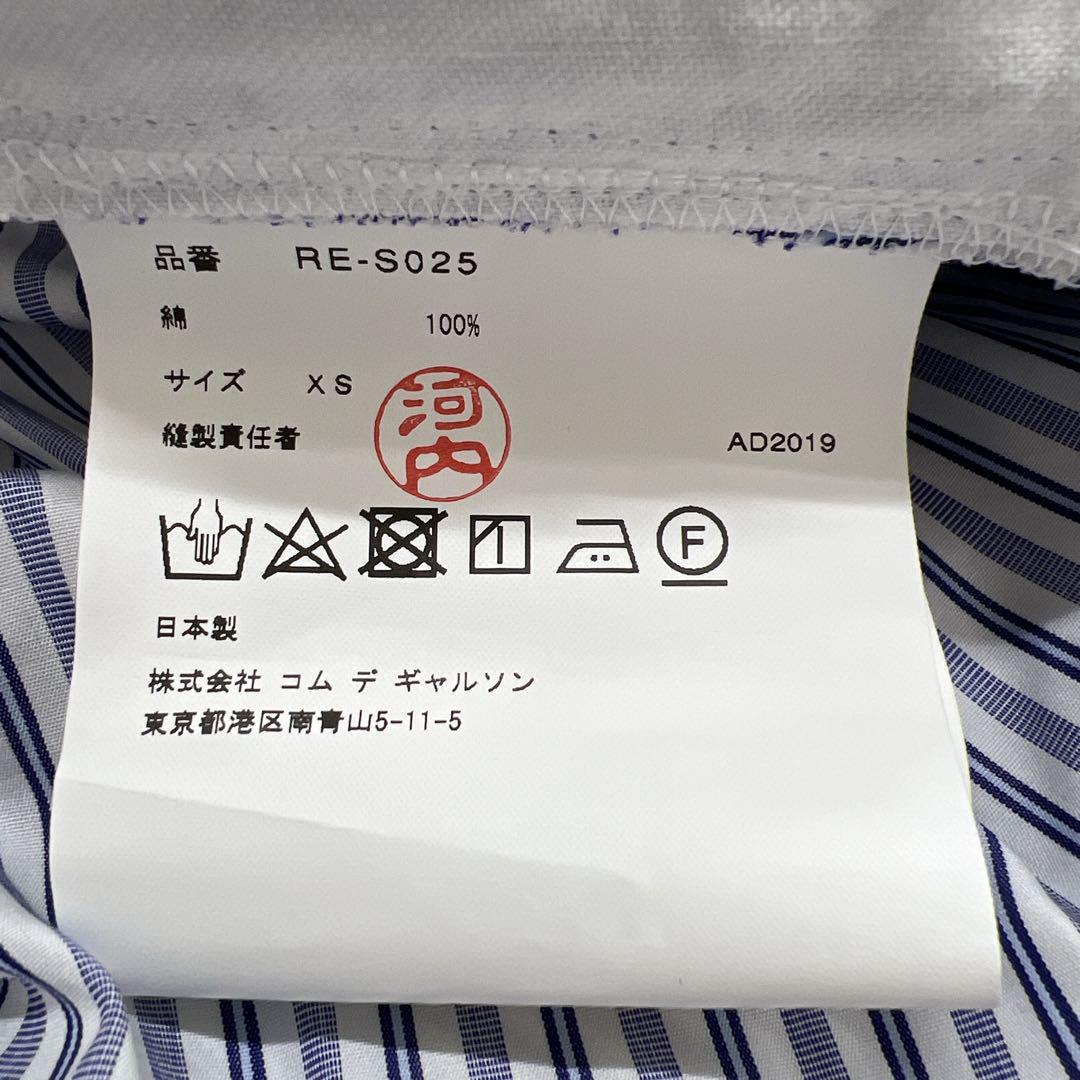 品番 RE-S025
綿 100%
サイズ XS
河内
縫製責任者 AD2019
F
日本製
株式会社 コム デ ギャルソン
東京都港区南青山5-11-5